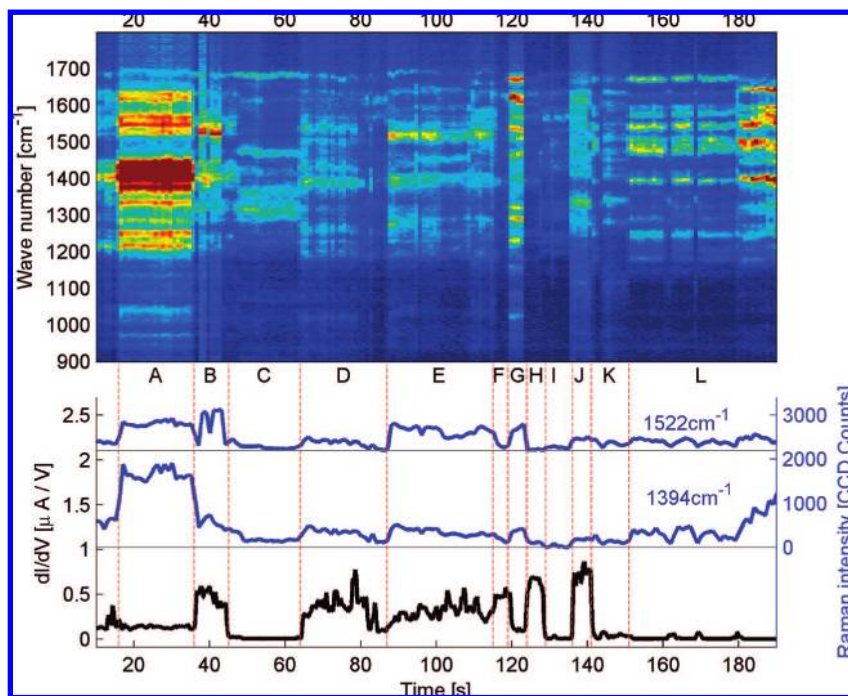 20 40 60 80 100 120 140 160 180
Wave number [cm⁻¹]
1700
1600
1500
1400
1300
1200
1100
1000
900
A B C D E F G H I J K L
dI/dV [µ A / V]
2.5
2
1.5
1
0.5
0
1522cm⁻¹
1394cm⁻¹
3000
2000
1000
0
Raman intensity [CCD Counts]
20 40 60 80 100 120 140 160 180
Time [s]